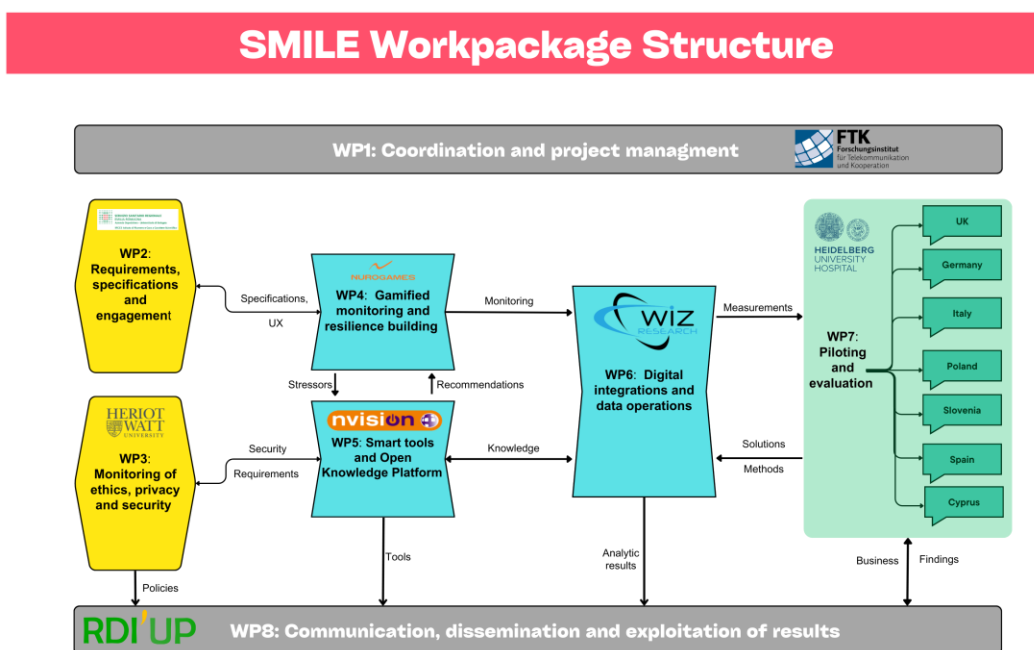 SMILE Workpackage Structure
WP1: Coordination and project managment
FTK
Forschungsinstitut
für Telekommunikation
und Kooperation
WP2:
Requirements,
specifications
and
engagement
Specifications,
UX
NUROGAMES
WP4: Gamified
monitoring and
resilience building
Monitoring
Stressors
Recommendations
HERIOT
WATT
UNIVERSITY
WP3:
Monitoring of
ethics, privacy
and security
Security
Requirements
nvision
WP5: Smart tools
and Open
Knowledge Platform
Knowledge
WIZ
RESEARCH
WP6: Digital
integrations and
data operations
Measurements
Solutions
Methods
HEIDELBERG
UNIVERSITY
HOSPITAL
WP7:
Piloting
and
evaluation
UK
Germany
Italy
Poland
Slovenia
Spain
Cyprus
Policies
Tools
Analytic
results
Business
Findings
RDI'UP
WP8: Communication, dissemination and exploitation of results